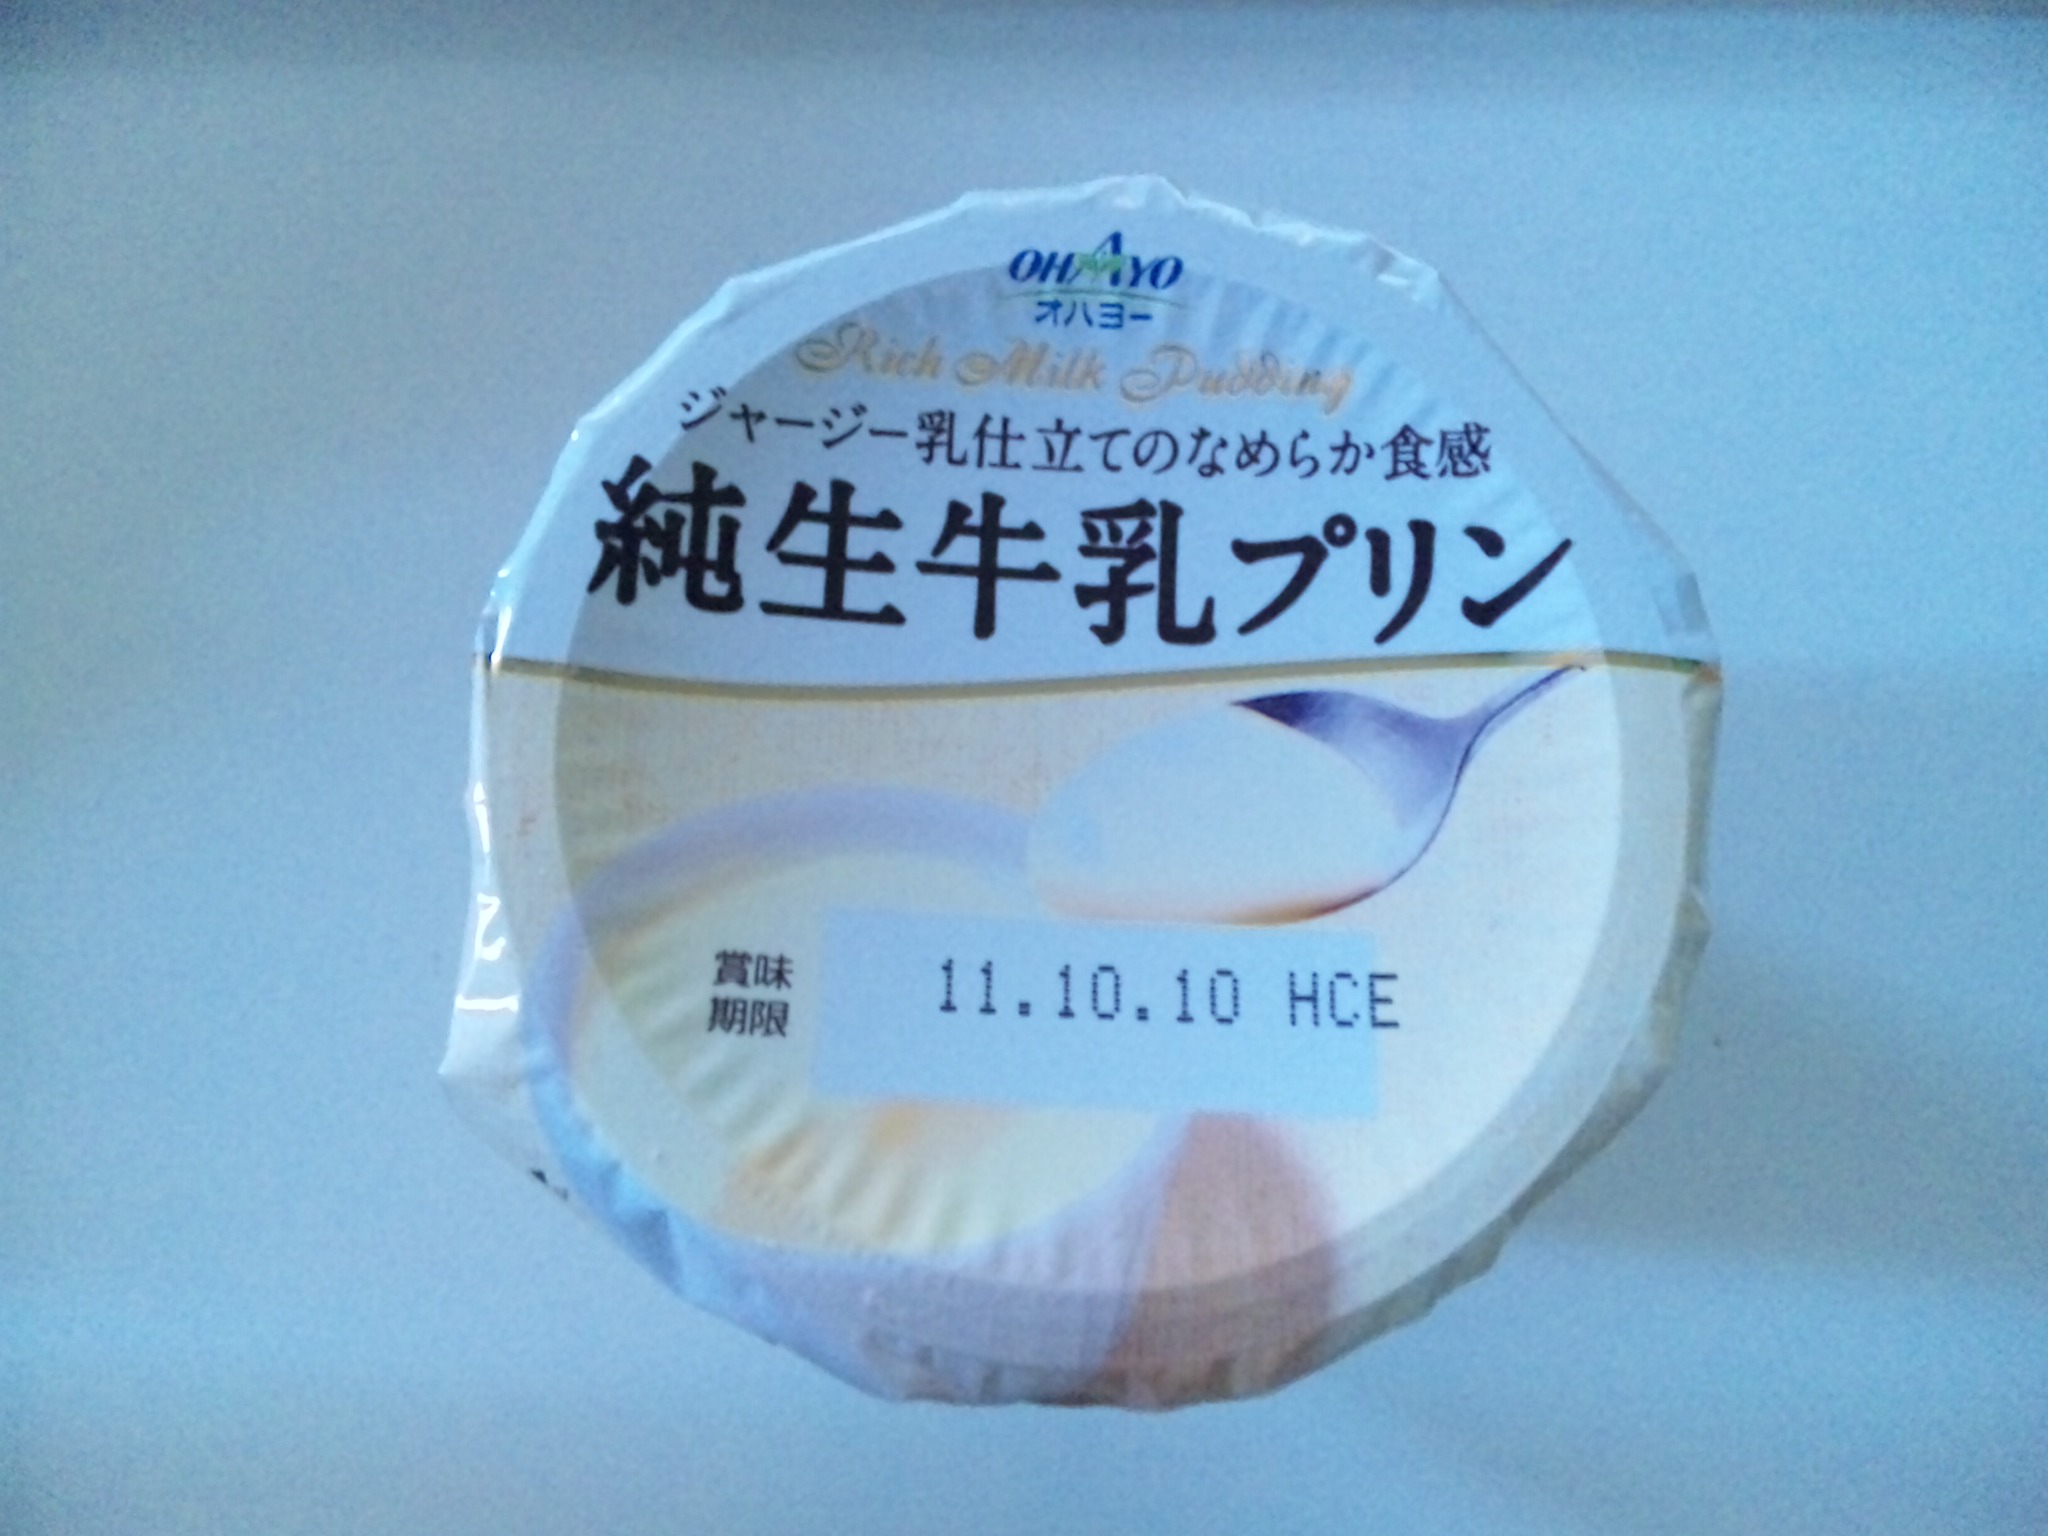 OHAYO
オハヨー
Rich Milk Pudding
ジャージー乳仕立てのなめらか食感
純生牛乳プリン
賞味
期限
11.10.10 HCE